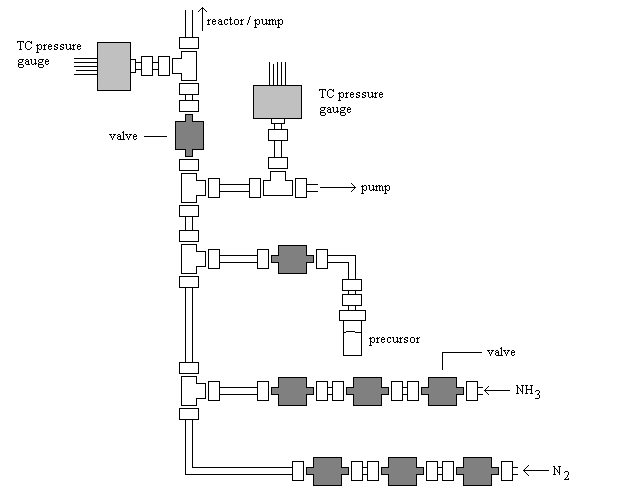 reactor / pump
TC pressure
gauge
TC pressure
gauge
valve
pump
precursor
valve
NH3
N2